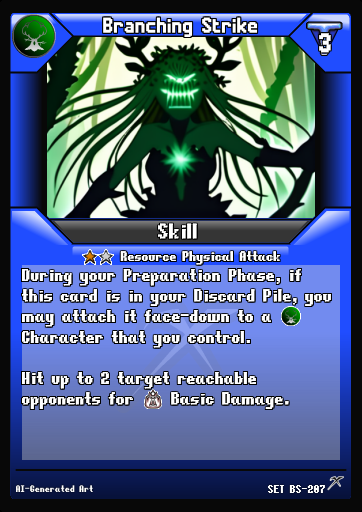 Branching Strike
3
Skill
Resource Physical Attack
During your Preparation Phase, if
this card is in your Discard Pile, you
may attach it face-down to a
Character that you control.
Hit up to 2 target reachable
opponents for Basic Damage.
AI-Generated Art
SET BS-207